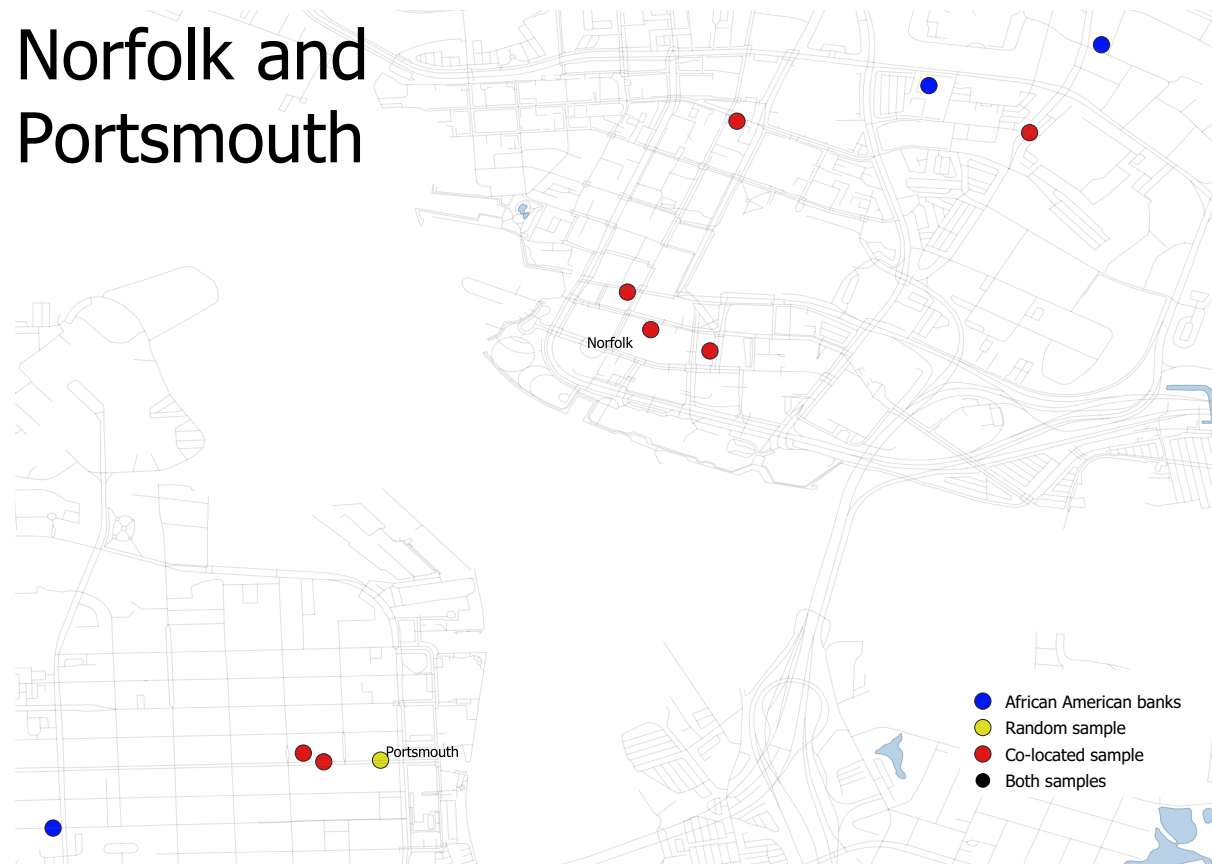 Norfolk and
Portsmouth
Norfolk
Portsmouth
African American banks
Random sample
Co-located sample
Both samples